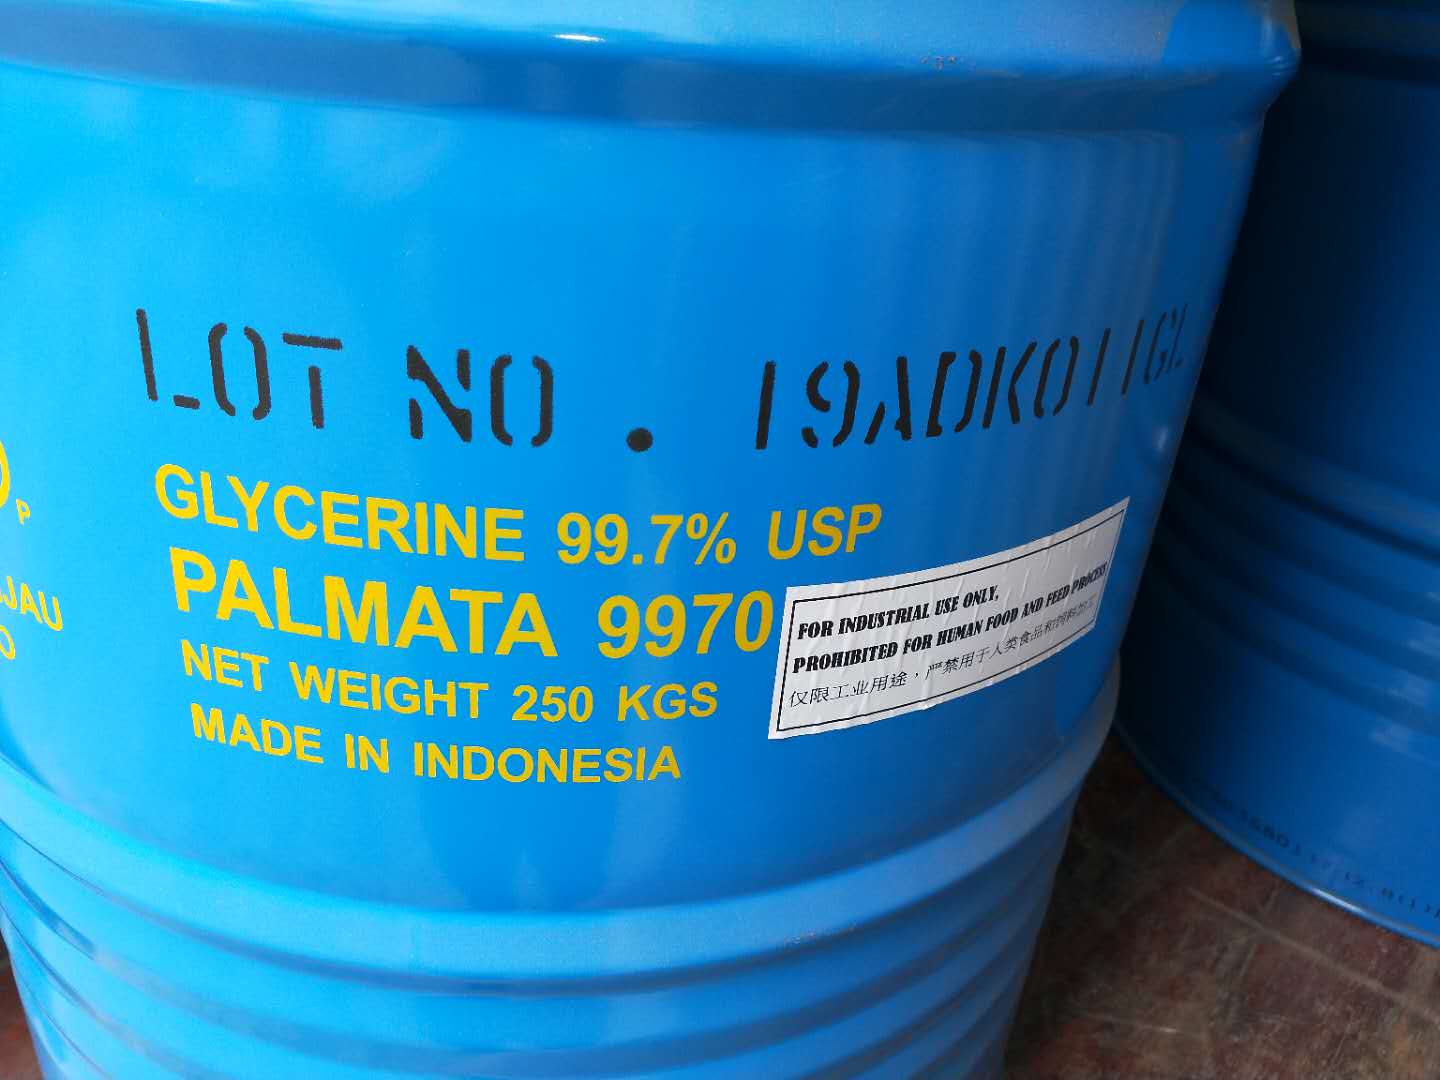 LOT NO . 19ADK011GL
GLYCERINE 99.7% USP
PALMATA 9970
NET WEIGHT 250 KGS
MADE IN INDONESIA
FOR INDUSTRIAL USE ONLY,
PROHIBITED FOR HUMAN FOOD AND FEED PROCESS
仅限工业用途，严禁用于人类食品和饲料加工